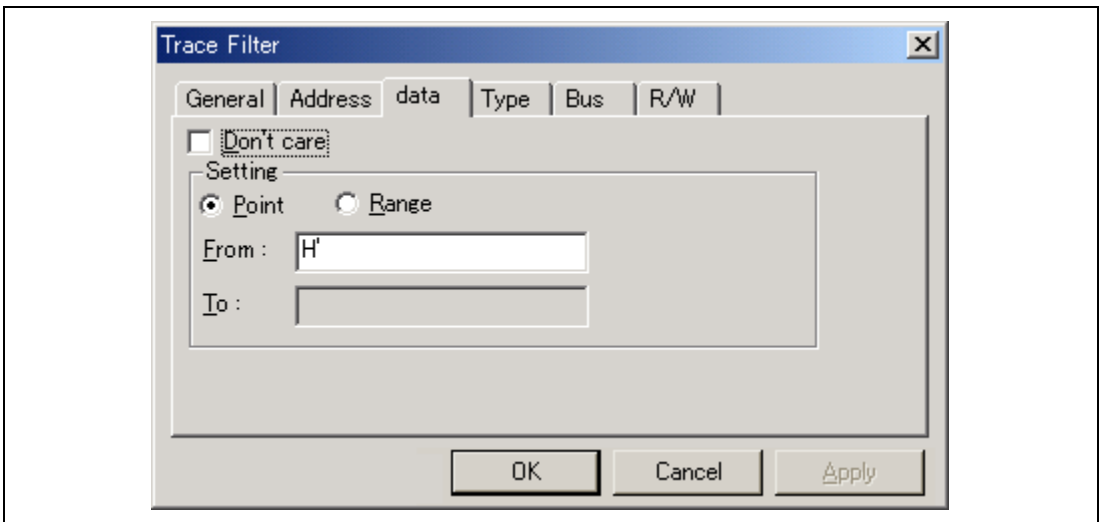 Trace Filter
General Address data Type Bus R/W
Don't care
Setting
Point Range
From : H'
To :
OK Cancel Apply